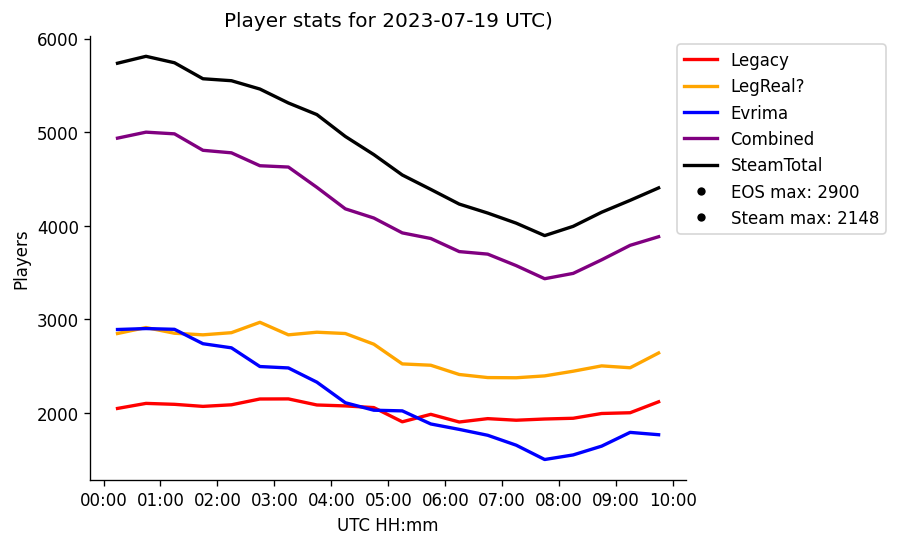 Player stats for 2023-07-19 UTC)
6000
5000
4000
3000
2000
Players
00:00 01:00 02:00 03:00 04:00 05:00 06:00 07:00 08:00 09:00 10:00
UTC HH:mm
Legacy
LegReal?
Evrima
Combined
SteamTotal
EOS max: 2900
Steam max: 2148